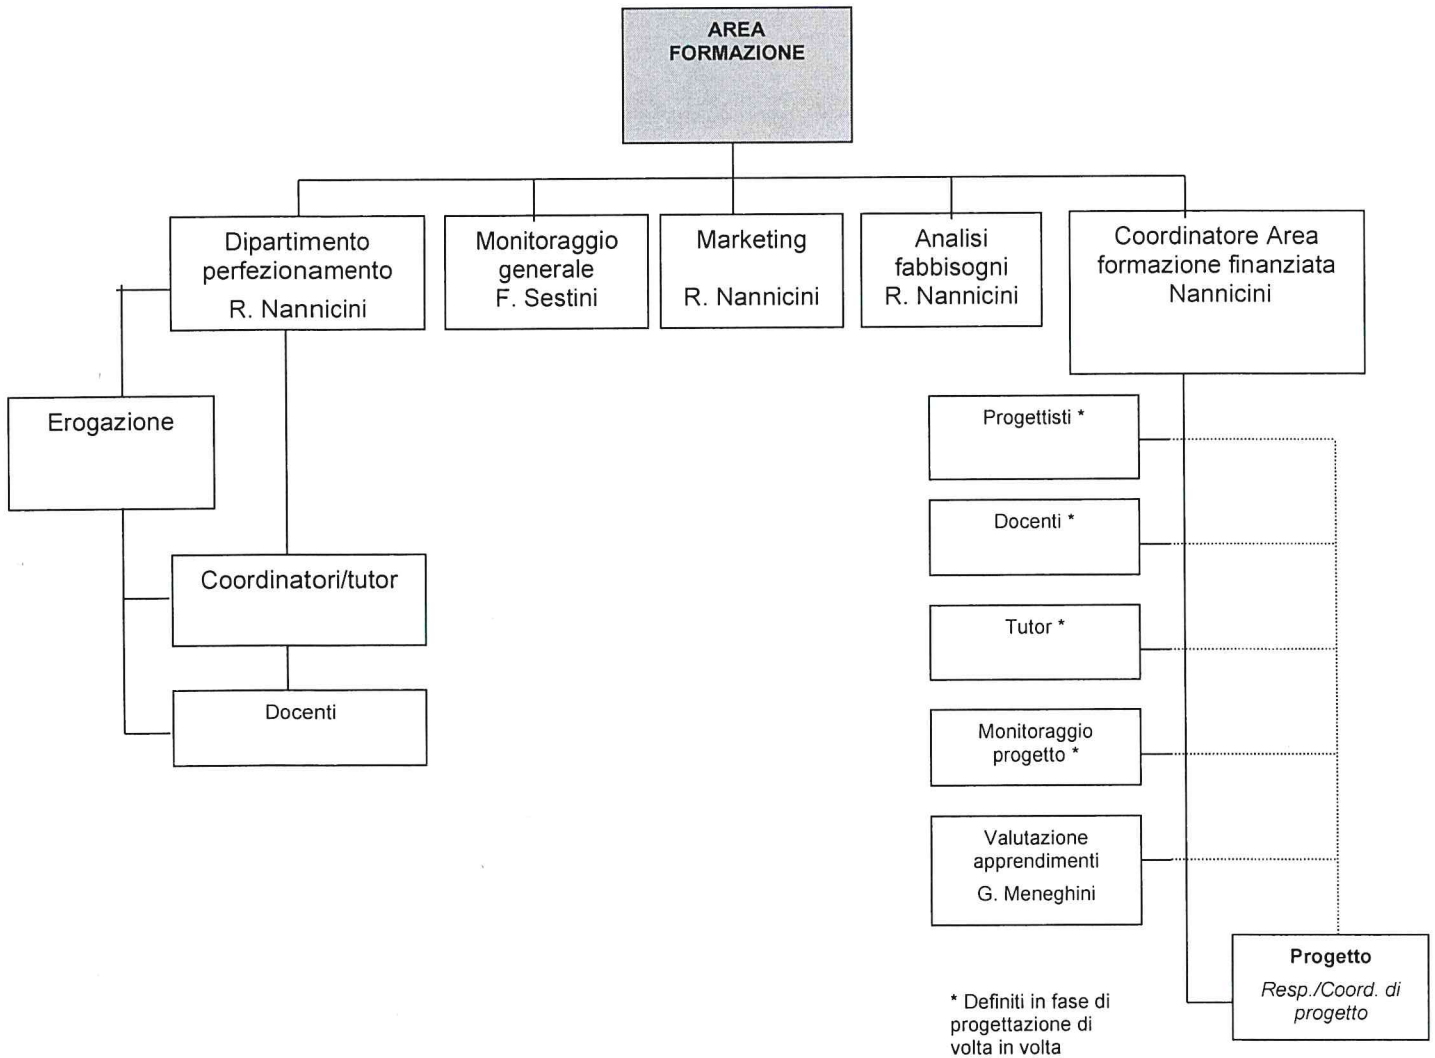 AREA
FORMAZIONE
Dipartimento
perfezionamento
R. Nannicini
Monitoraggio
generale
F. Sestini
Marketing
R. Nannicini
Analisi
fabbisogni
R. Nannicini
Coordinatore Area
formazione finanziata
Nannicini
Erogazione
Coordinatori/tutor
Docenti
Progettisti *
Docenti *
Tutor *
Monitoraggio
progetto *
Valutazione
apprendimenti
G. Meneghini
Progetto
Resp./Coord. di
progetto
* Definiti in fase di
progettazione di
volta in volta